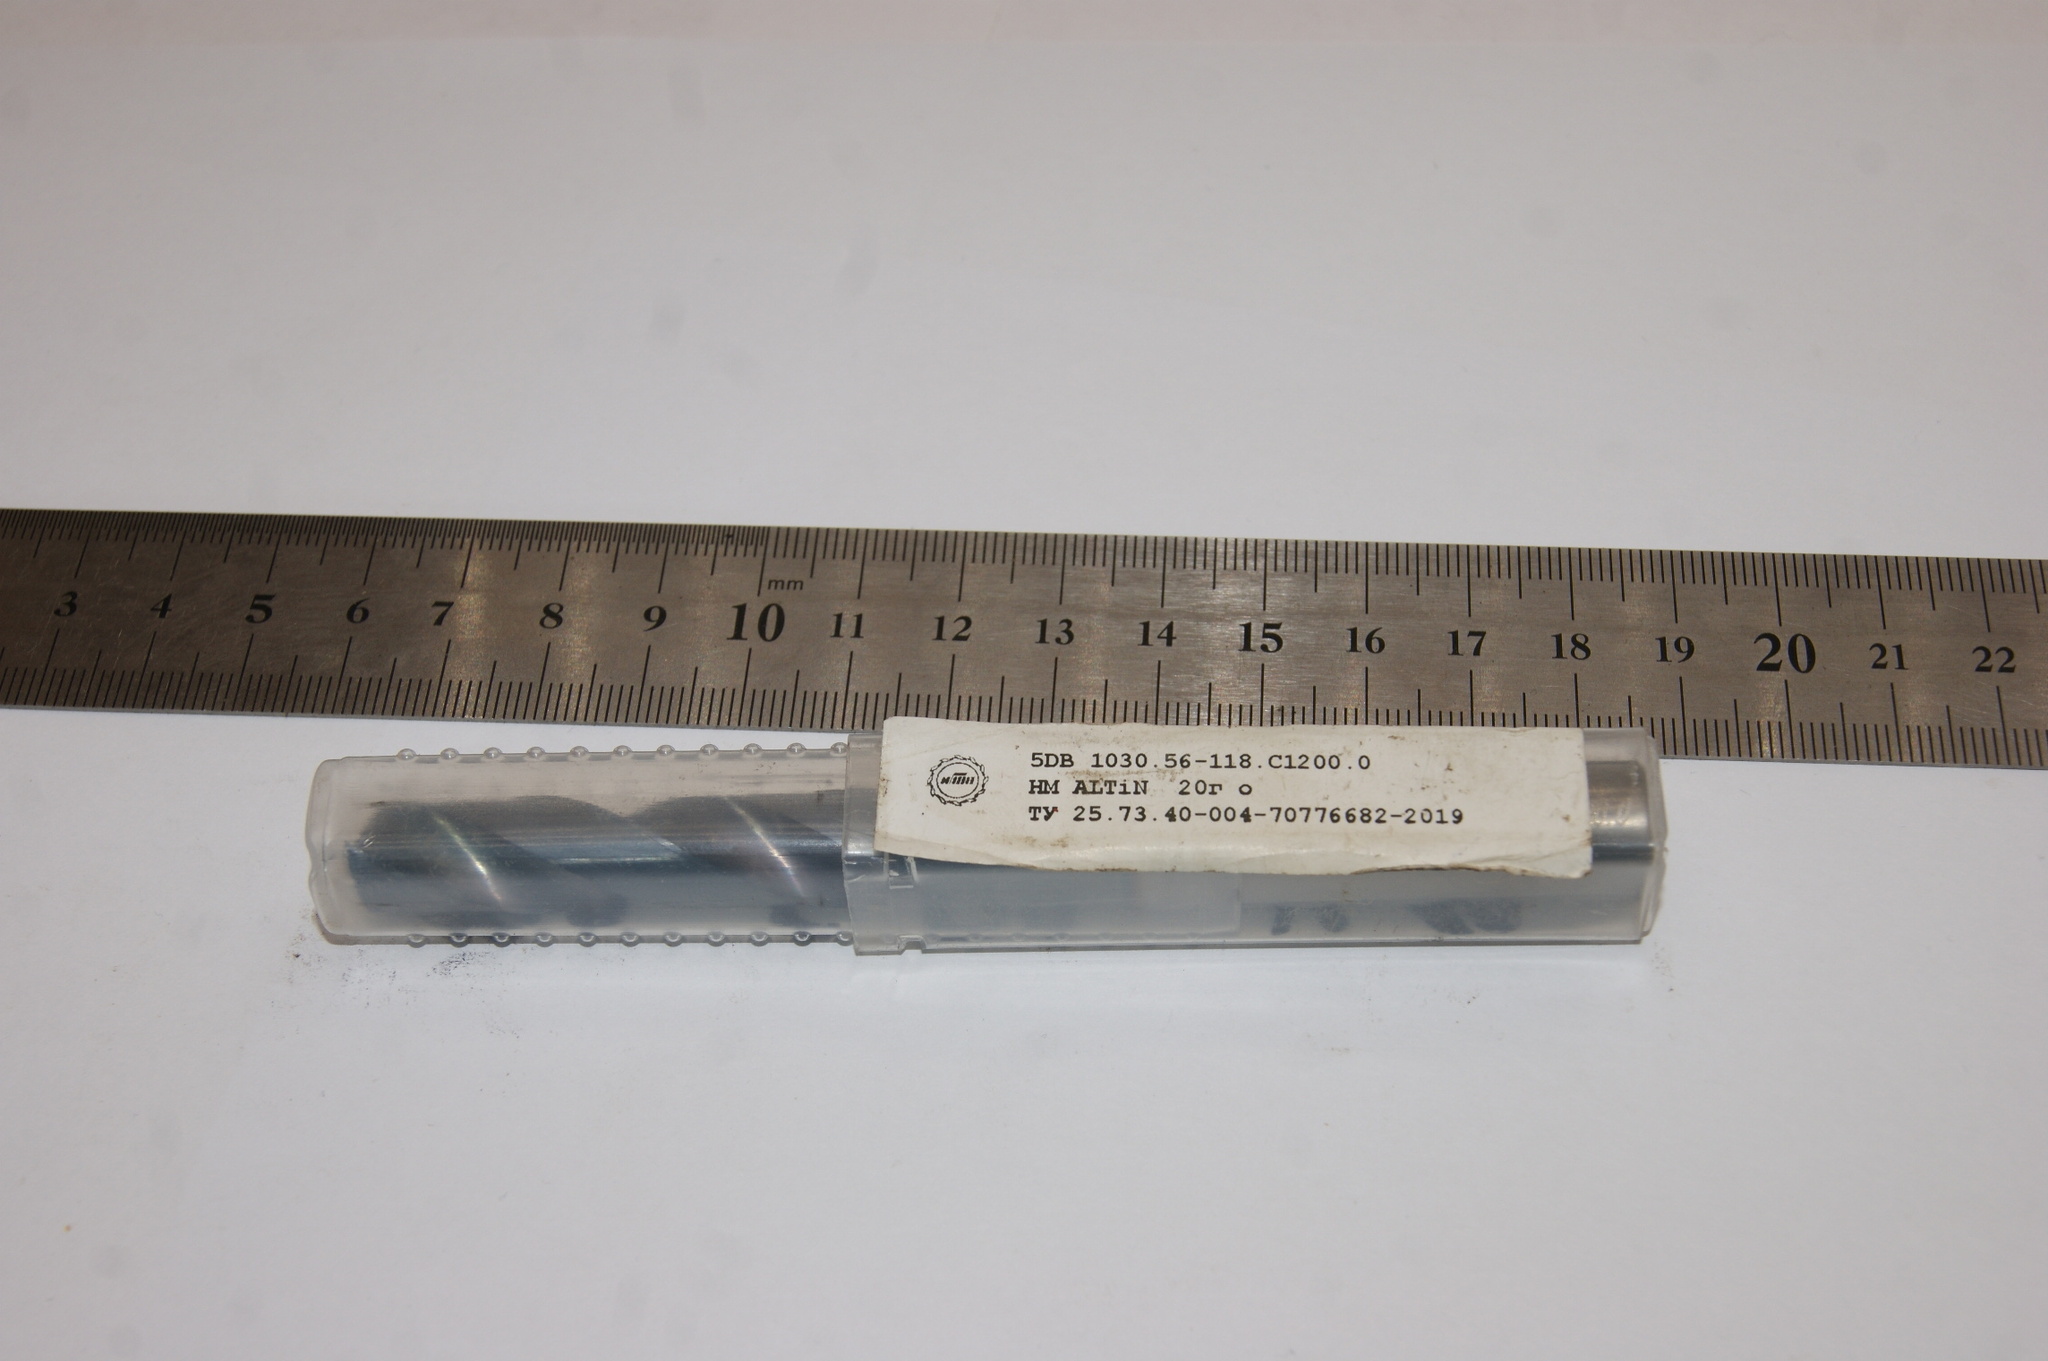 mm
3 4 5 6 7 8 9 10 11 12 13 14 15 16 17 18 19 20 21 22
5DB 1030.56-118.C1200.0
HM ALTiN 20г о
ТУ 25.73.40-004-70776682-2019